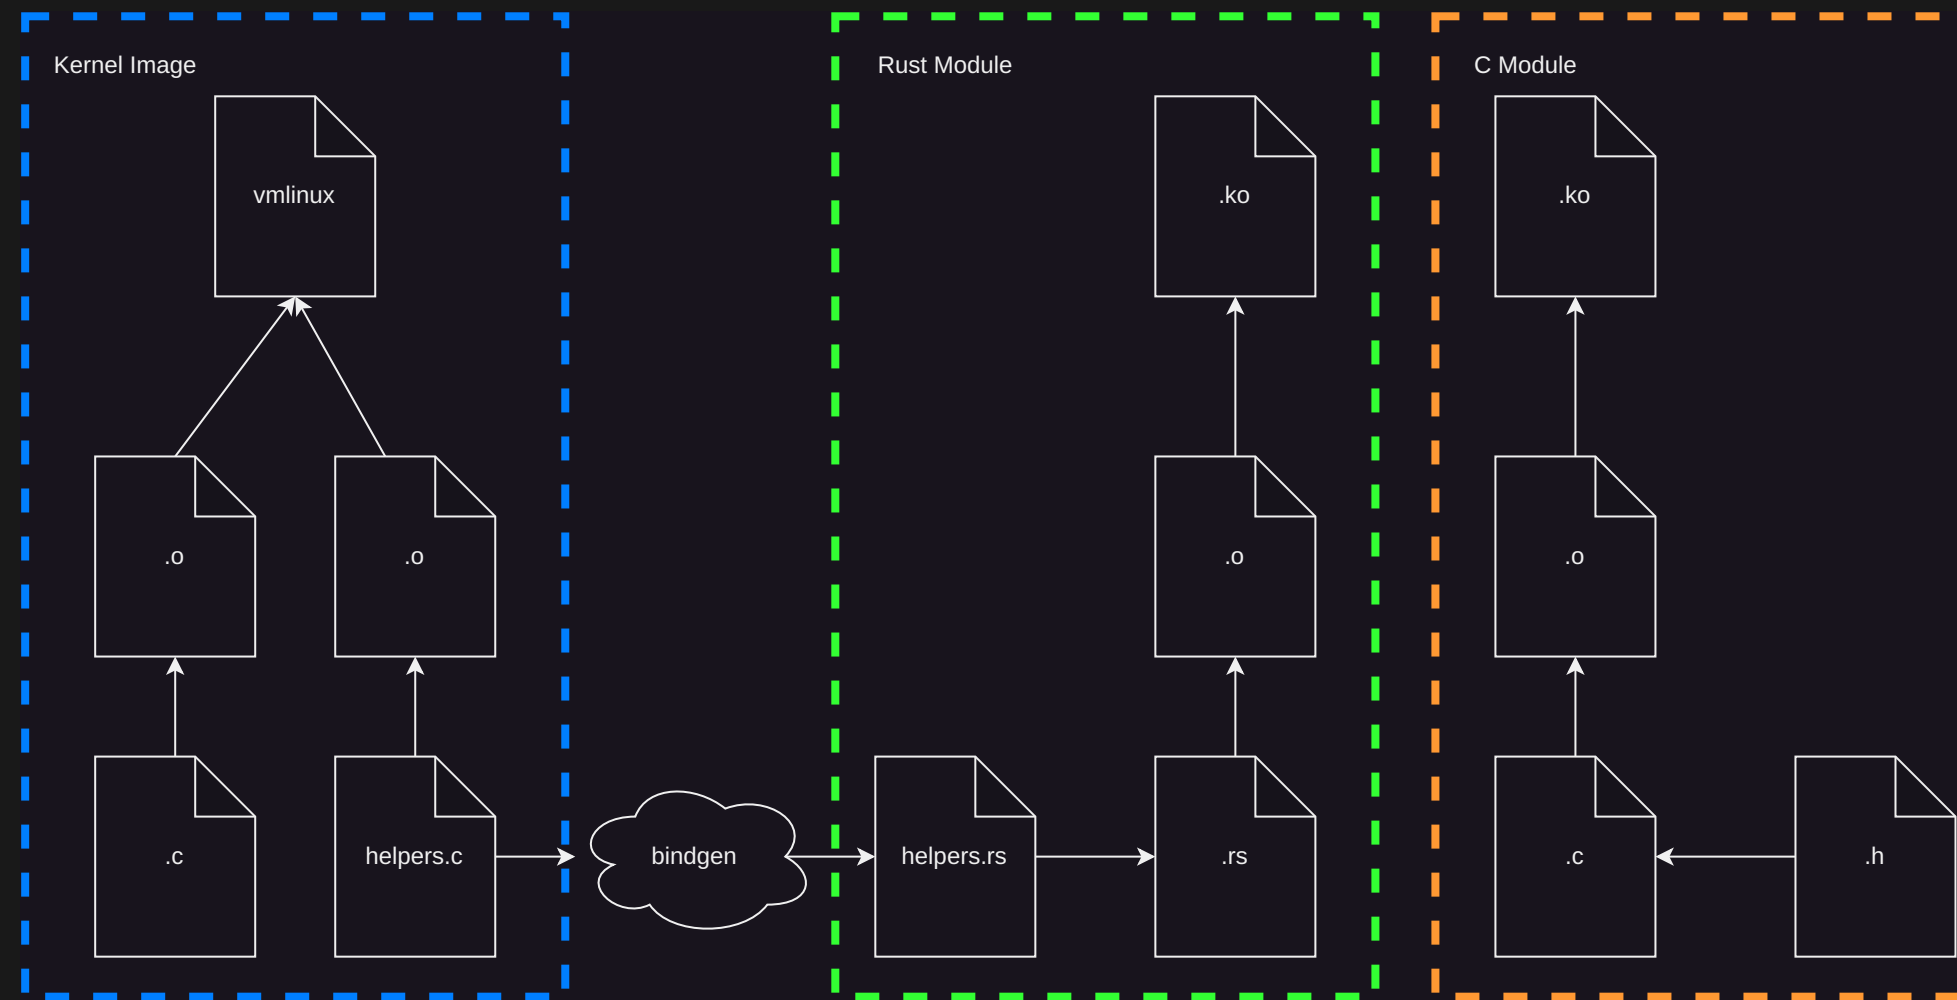 Kernel Image
vmlinux
.o
.o
.c
helpers.c
bindgen
Rust Module
.ko
.o
helpers.rs
.rs
C Module
.ko
.o
.c
.h